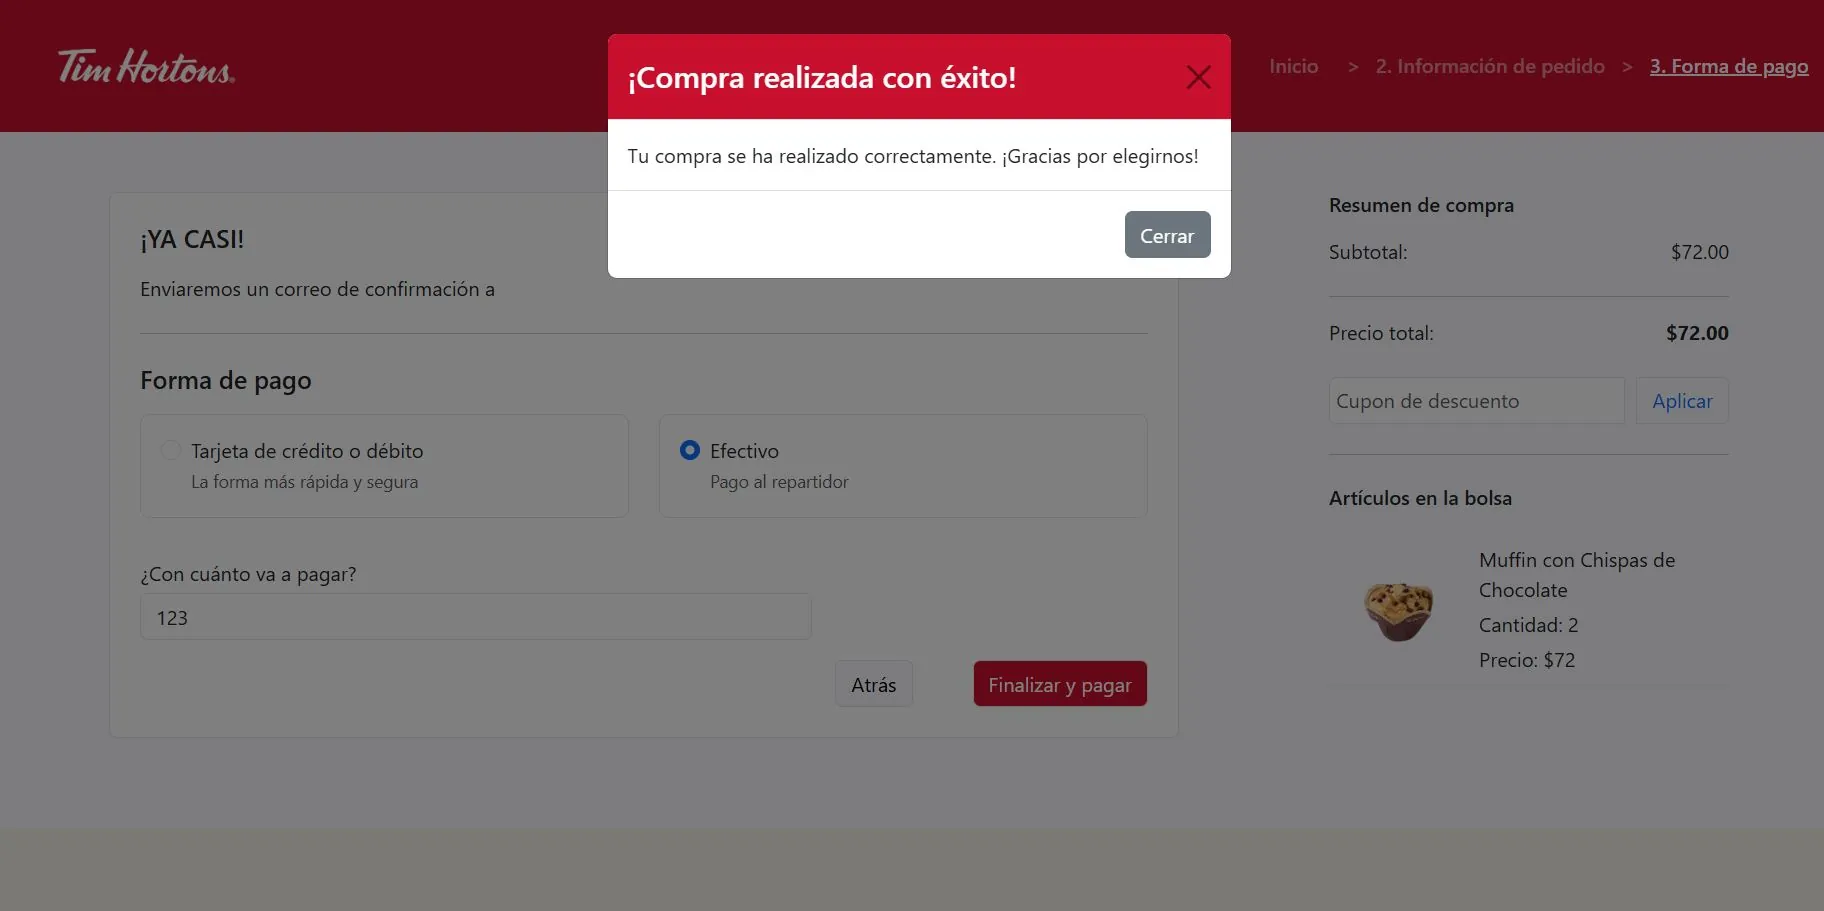 Tim Hortons.
Inicio > 2. Información de pedido > 3. Forma de pago
¡Compra realizada con éxito!
Tu compra se ha realizado correctamente. ¡Gracias por elegirnos!
Cerrar
¡YA CASI!
Enviaremos un correo de confirmación a
Forma de pago
Tarjeta de crédito o débito
La forma más rápida y segura
Efectivo
Pago al repartidor
¿Con cuánto va a pagar?
123
Atrás
Finalizar y pagar
Resumen de compra
Subtotal: $72.00
Precio total: $72.00
Cupon de descuento
Aplicar
Artículos en la bolsa
Muffin con Chispas de
Chocolate
Cantidad: 2
Precio: $72